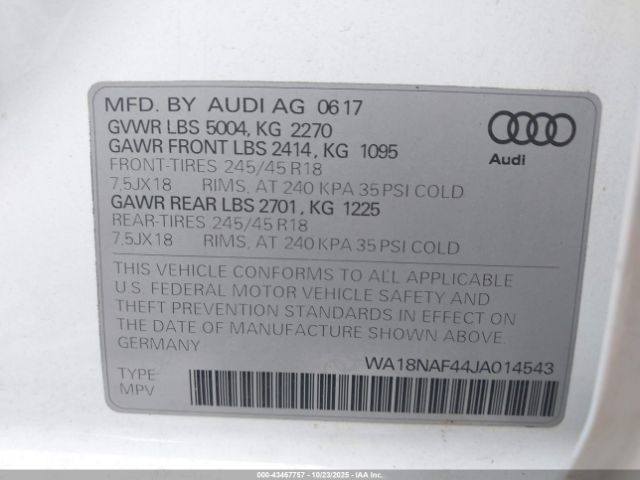 MFD. BY AUDI AG 0617
GVWR LBS 5004, KG 2270
GAWR FRONT LBS 2414, KG 1095
FRONT-TIRES 245/45 R18
7,5JX18 RIMS, AT 240 KPA 35 PSI COLD
GAWR REAR LBS 2701, KG 1225
REAR-TIRES 245/45 R18
7,5JX18 RIMS, AT 240 KPA 35 PSI COLD
Audi
THIS VEHICLE CONFORMS TO ALL APPLICABLE
U.S. FEDERAL MOTOR VEHICLE SAFETY AND
THEFT PREVENTION STANDARDS IN EFFECT ON
THE DATE OF MANUFACTURE SHOWN ABOVE.
GERMANY
WA18NAF44JA014543
TYPE
MPV
000-43467757 - 10/23/2025 - IAA, Inc.